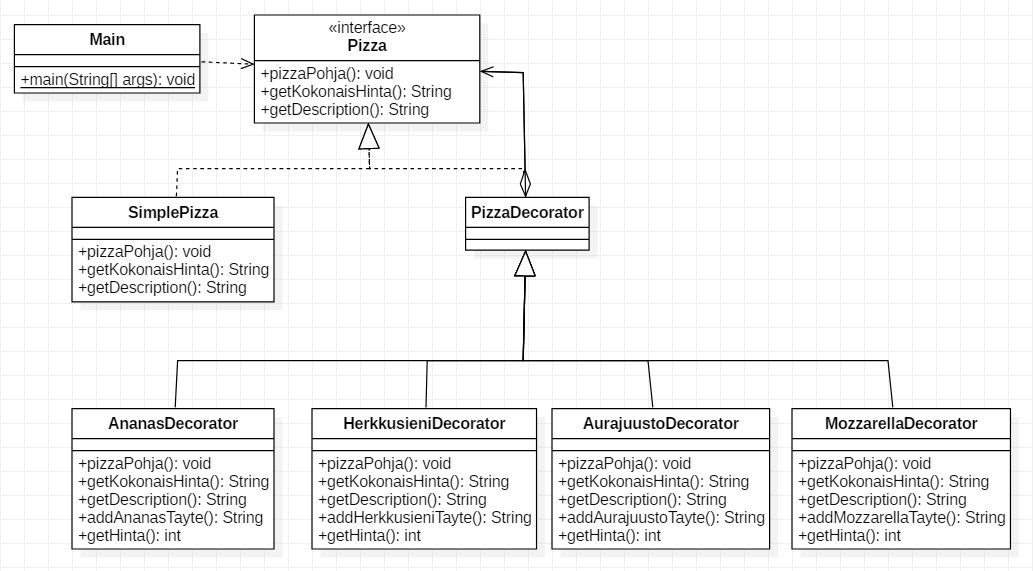 Main
+main(String[] args): void
«interface»
Pizza
+pizzaPohja(): void
+getKokonaisHinta(): String
+getDescription(): String
SimplePizza
+pizzaPohja(): void
+getKokonaisHinta(): String
+getDescription(): String
PizzaDecorator
AnanasDecorator
+pizzaPohja(): void
+getKokonaisHinta(): String
+getDescription(): String
+addAnanasTayte(): String
+getHinta(): int
HerkkusieniDecorator
+pizzaPohja(): void
+getKokonaisHinta(): String
+getDescription(): String
+addHerkkusieniTayte(): String
+getHinta(): int
AurajuustoDecorator
+pizzaPohja(): void
+getKokonaisHinta(): String
+getDescription(): String
+addAurajuustoTayte(): String
+getHinta(): int
MozzarellaDecorator
+pizzaPohja(): void
+getKokonaisHinta(): String
+getDescription(): String
+addMozzarellaTayte(): String
+getHinta(): int